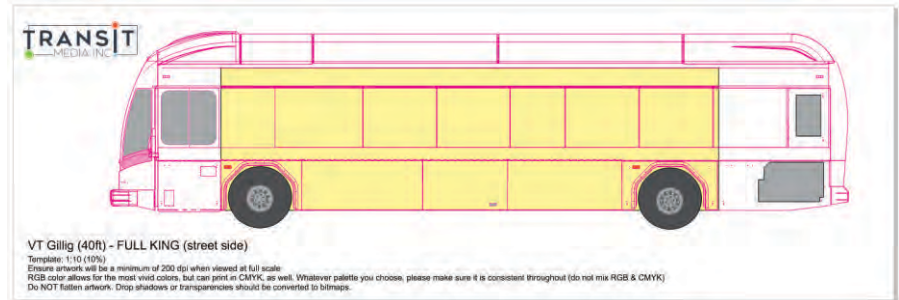 TRANSIT
MEDIA INC
VT Gillig (40ft) - FULL KING (street side)
Template: 1:10 (10%)
Ensure artwork will be a minimum of 200 dpi when viewed at full scale
RGB color allows for the most vivid colors, but can print in CMYK, as well. Whatever palette you choose, please make sure it is consistent throughout (do not mix RGB & CMYK)
Do NOT flatten artwork. Drop shadows or transparencies should be converted to bitmaps.